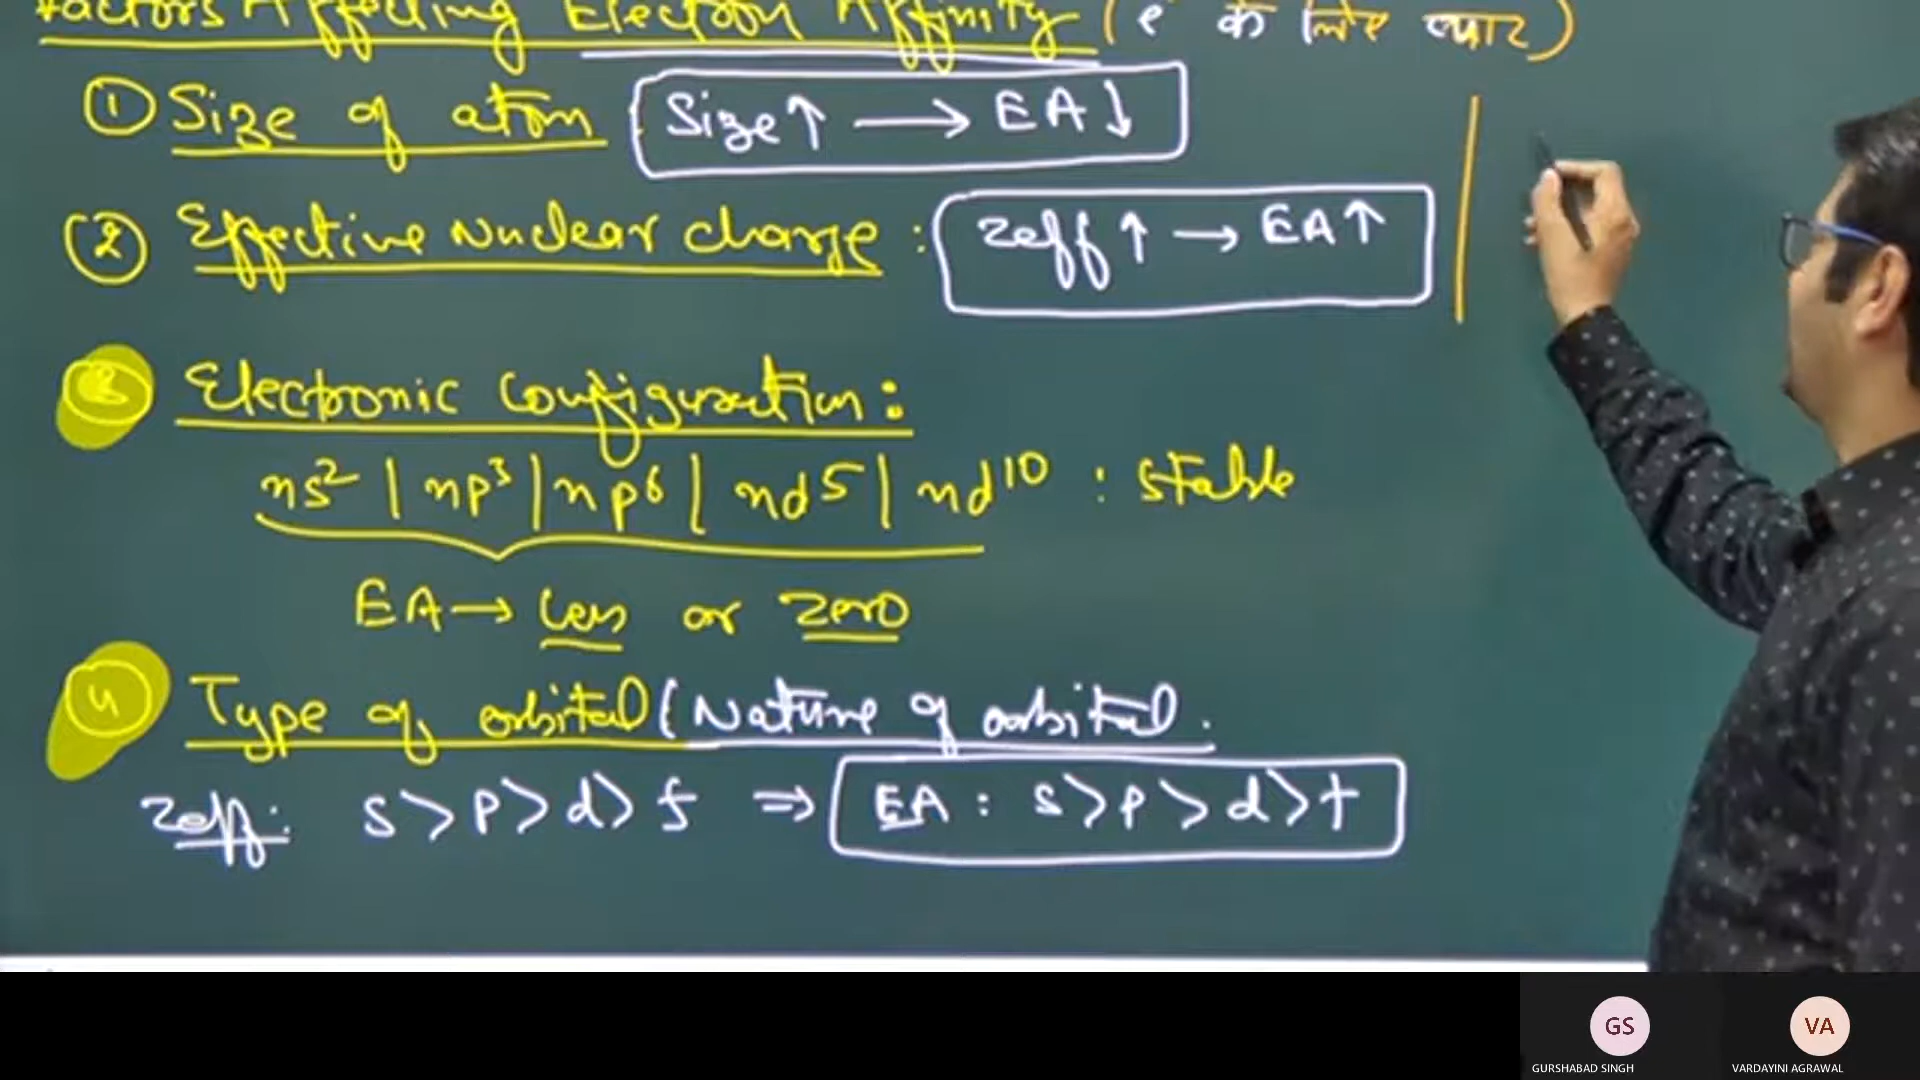 Factors Affecting Electron Affinity (e⁻ के लिए प्यार)
① Size of atom Size↑ → EA↓
② Effective Nuclear charge : Zeff↑ → EA↑
③ Electronic configuration:
ns² | np³ | np⁶ | nd⁵ | nd¹⁰ : stable
EA → less or zero
④ Type of orbital (Nature of orbital.
Zeff: s > p > d > f ⇒ EA : s > p > d > f
GS
VA
GURSHABAD SINGH
VARDAYINI AGRAWAL